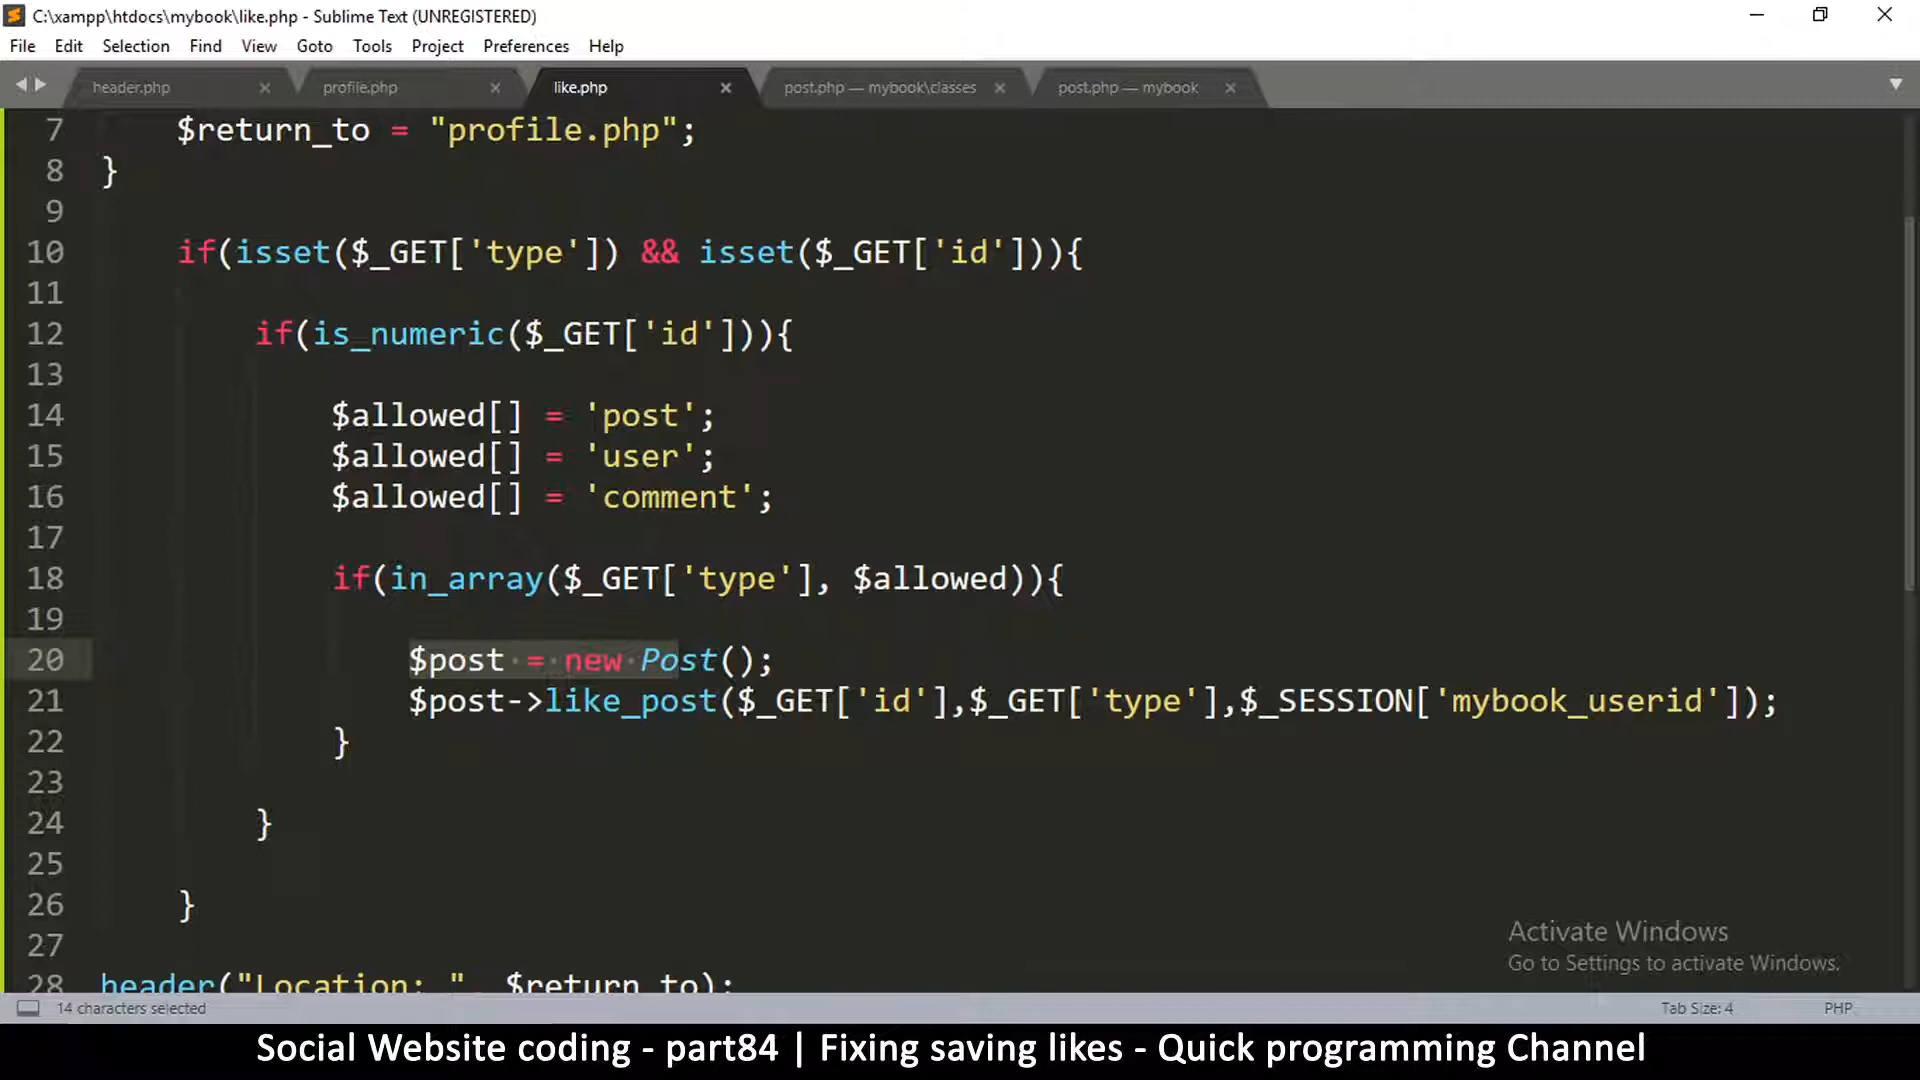 C:\xampp\htdocs\mybook\like.php - Sublime Text (UNREGISTERED)
File Edit Selection Find View Goto Tools Project Preferences Help
header.php × profile.php × like.php × post.php — mybook\classes × post.php — mybook ×
7 $return_to = "profile.php";
8 }
9
10 if(isset($_GET['type']) && isset($_GET['id'])){
11
12 if(is_numeric($_GET['id'])){
13
14 $allowed[] = 'post';
15 $allowed[] = 'user';
16 $allowed[] = 'comment';
17
18 if(in_array($_GET['type'], $allowed)){
19
20 $post = new Post();
21 $post->like_post($_GET['id'],$_GET['type'],$_SESSION['mybook_userid']);
22 }
23
24 }
25
26 }
27
28 header("Location: ". $return_to);
Activate Windows
Go to Settings to activate Windows.
14 characters selected Tab Size: 4 PHP
Social Website coding - part84 | Fixing saving likes - Quick programming Channel